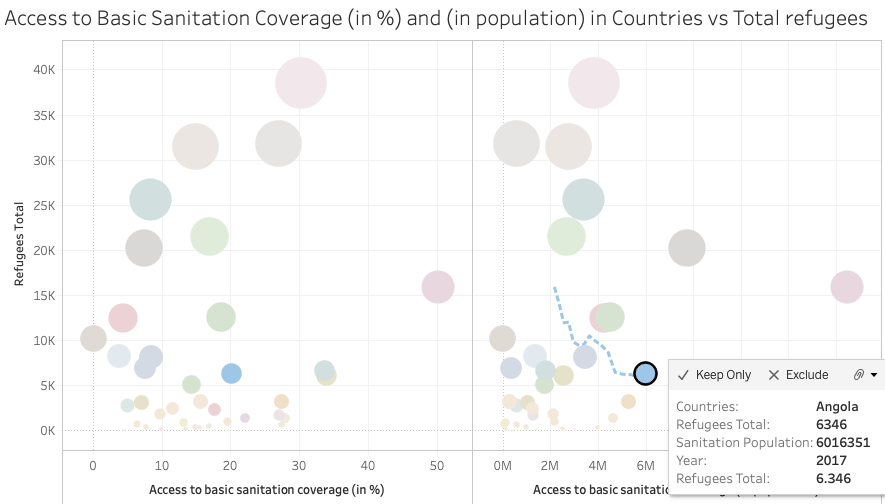 Access to Basic Sanitation Coverage (in %) and (in population) in Countries vs Total refugees
Refugees Total
40K
35K
30K
25K
20K
15K
10K
5K
0K
0 10 20 30 40 50
0M 2M 4M 6M
Access to basic sanitation coverage (in %)
Access to basic
Keep Only Exclude
Countries: Angola
Refugees Total: 6346
Sanitation Population: 6016351
Year: 2017
Refugees Total: 6.346